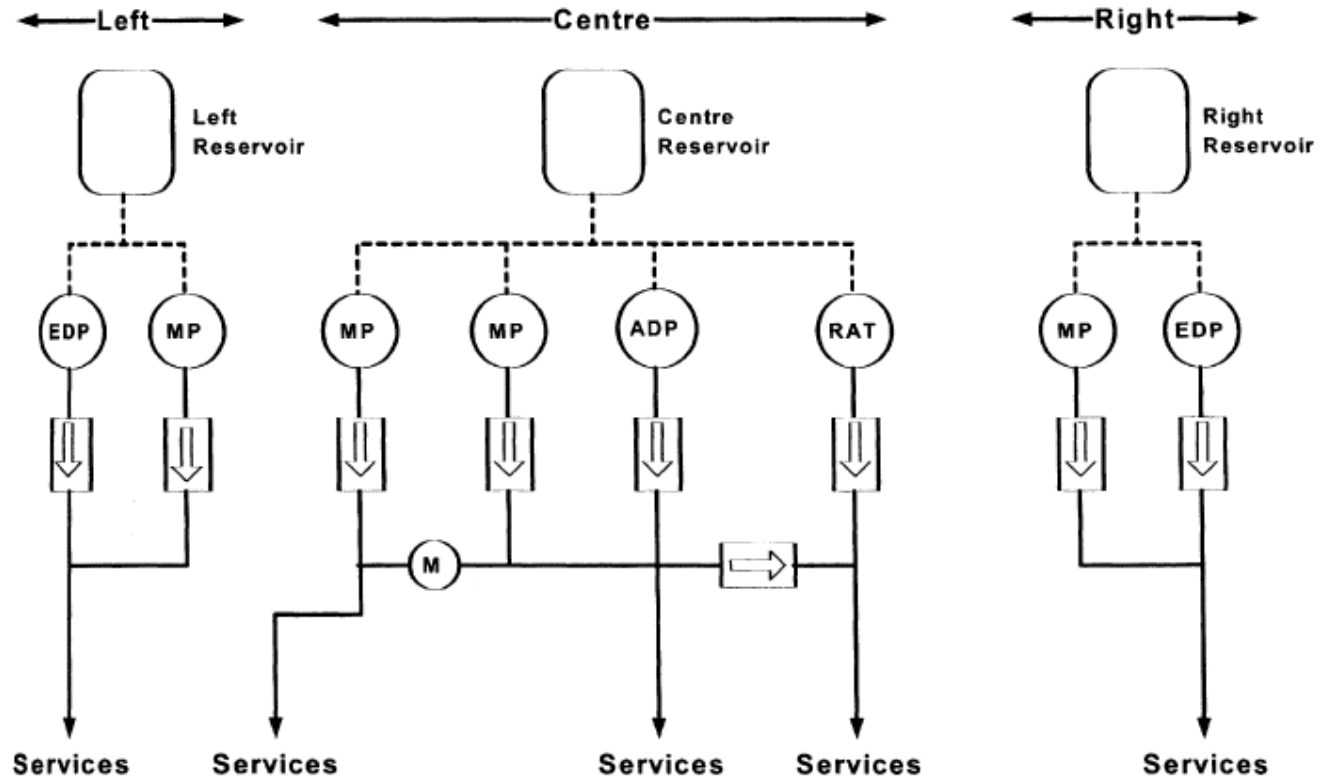 Left
Centre
Right
Left
Reservoir
Centre
Reservoir
Right
Reservoir
EDP
MP
MP
MP
ADP
RAT
MP
EDP
M
Services
Services
Services
Services
Services